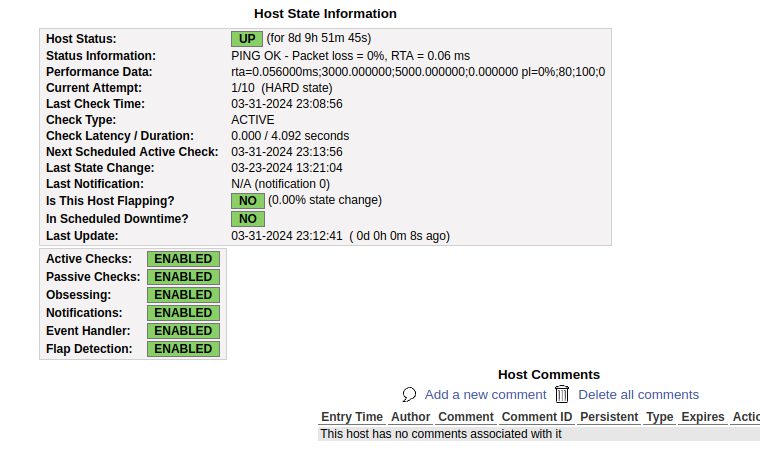 Host State Information
Host Status: UP (for 8d 9h 51m 45s)
Status Information: PING OK - Packet loss = 0%, RTA = 0.06 ms
Performance Data: rta=0.056000ms;3000.000000;5000.000000;0.000000 pl=0%;80;100;0
Current Attempt: 1/10 (HARD state)
Last Check Time: 03-31-2024 23:08:56
Check Type: ACTIVE
Check Latency / Duration: 0.000 / 4.092 seconds
Next Scheduled Active Check: 03-31-2024 23:13:56
Last State Change: 03-23-2024 13:21:04
Last Notification: N/A (notification 0)
Is This Host Flapping? NO (0.00% state change)
In Scheduled Downtime? NO
Last Update: 03-31-2024 23:12:41 ( 0d 0h 0m 8s ago)
Active Checks: ENABLED
Passive Checks: ENABLED
Obsessing: ENABLED
Notifications: ENABLED
Event Handler: ENABLED
Flap Detection: ENABLED
Host Comments
Add a new comment Delete all comments
Entry Time Author Comment Comment ID Persistent Type Expires Actio
This host has no comments associated with it